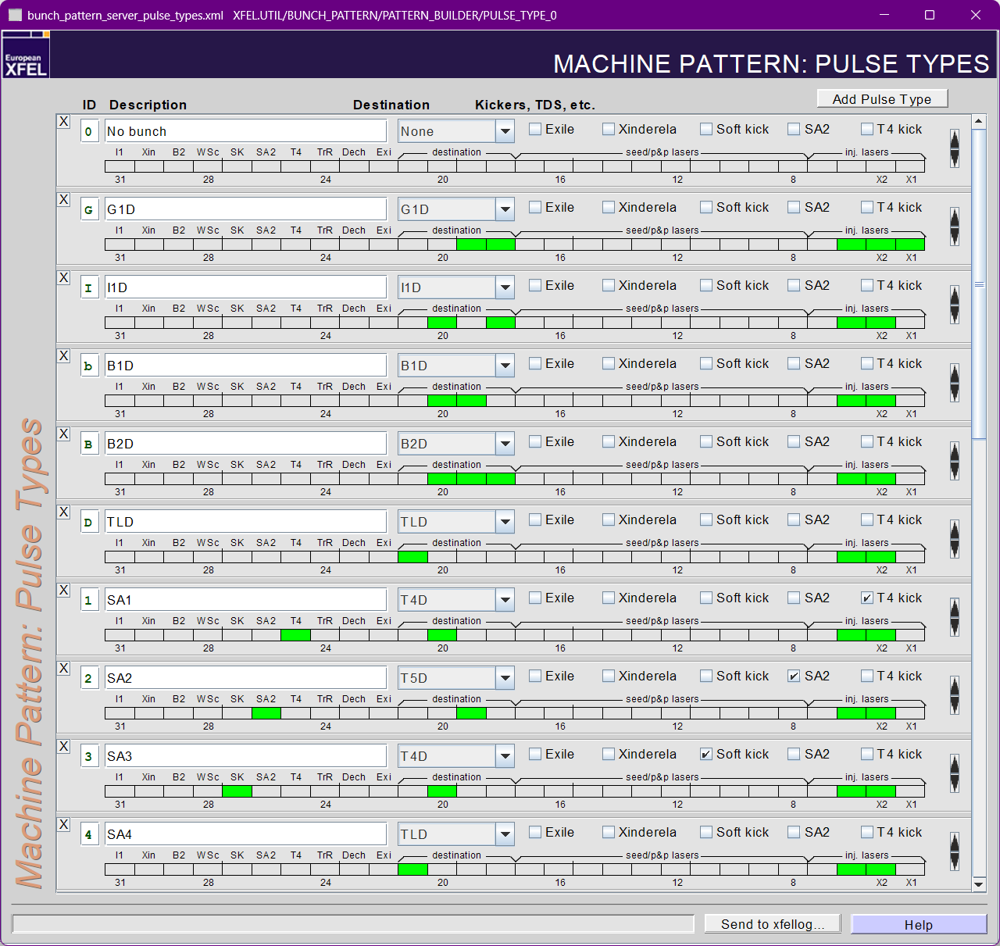 bunch_pattern_server_pulse_types.xml XFEL.UTIL/BUNCH_PATTERN/PATTERN_BUILDER/PULSE_TYPE_0
European
XFEL
MACHINE PATTERN: PULSE TYPES
ID Description Destination Kickers, TDS, etc. Add Pulse Type
X 0 No bunch None Exile Xinderela Soft kick SA2 T4 kick
I1 Xin B2 WSc SK SA2 T4 TrR Dech Exi destination seed/p&p lasers inj. lasers
31 28 20 16 12 8 X2 X1
X G G1D G1D Exile Xinderela Soft kick SA2 T4 kick
I1 Xin B2 WSc SK SA2 T4 TrR Dech Exi destination seed/p&p lasers inj. lasers
31 28 24 20 16 12 8 X2 X1
X I I1D I1D Exile Xinderela Soft kick SA2 T4 kick
I1 Xin B2 WSc SK SA2 T4 TrR Dech Exi destination seed/p&p lasers inj. lasers
31 28 24 20 16 12 8 X2 X1
X b B1D B1D Exile Xinderela Soft kick SA2 T4 kick
I1 Xin B2 WSc SK SA2 T4 TrR Dech Exi destination seed/p&p lasers inj. lasers
31 28 24 20 16 12 8 X2 X1
X B B2D B2D Exile Xinderela Soft kick SA2 T4 kick
I1 Xin B2 WSc SK SA2 T4 TrR Dech Exi destination seed/p&p lasers inj. lasers
31 28 24 20 16 12 8 X2 X1
X D TLD TLD Exile Xinderela Soft kick SA2 T4 kick
I1 Xin B2 WSc SK SA2 T4 TrR Dech Exi destination seed/p&p lasers inj. lasers
31 28 24 20 16 12 8 X2 X1
X 1 SA1 T4D Exile Xinderela Soft kick SA2 T4 kick
I1 Xin B2 WSc SK SA2 T4 TrR Dech Exi destination seed/p&p lasers inj. lasers
31 28 24 20 16 12 8 X2 X1
X 2 SA2 T5D Exile Xinderela Soft kick SA2 T4 kick
I1 Xin B2 WSc SK SA2 T4 TrR Dech Exi destination seed/p&p lasers inj. lasers
31 28 24 20 16 12 8 X2 X1
X 3 SA3 T4D Exile Xinderela Soft kick SA2 T4 kick
I1 Xin B2 WSc SK SA2 T4 TrR Dech Exi destination seed/p&p lasers inj. lasers
31 28 24 20 16 12 8 X2 X1
X 4 SA4 TLD Exile Xinderela Soft kick SA2 T4 kick
I1 Xin B2 WSc SK SA2 T4 TrR Dech Exi destination seed/p&p lasers inj. lasers
31 28 24 20 16 12 8 X2 X1
Machine Pattern: Pulse Types
Send to xfellog... Help